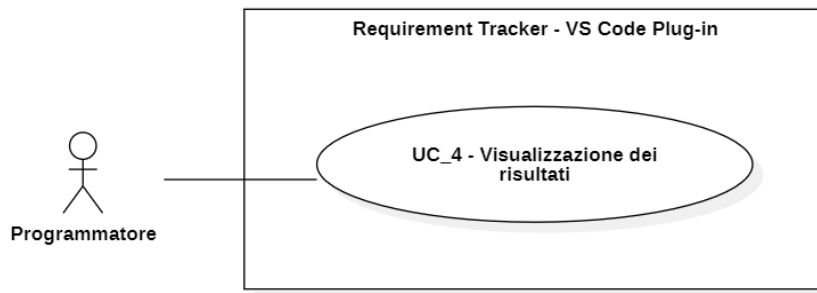 Requirement Tracker - VS Code Plug-in
UC_4 - Visualizzazione dei
risultati
Programmatore